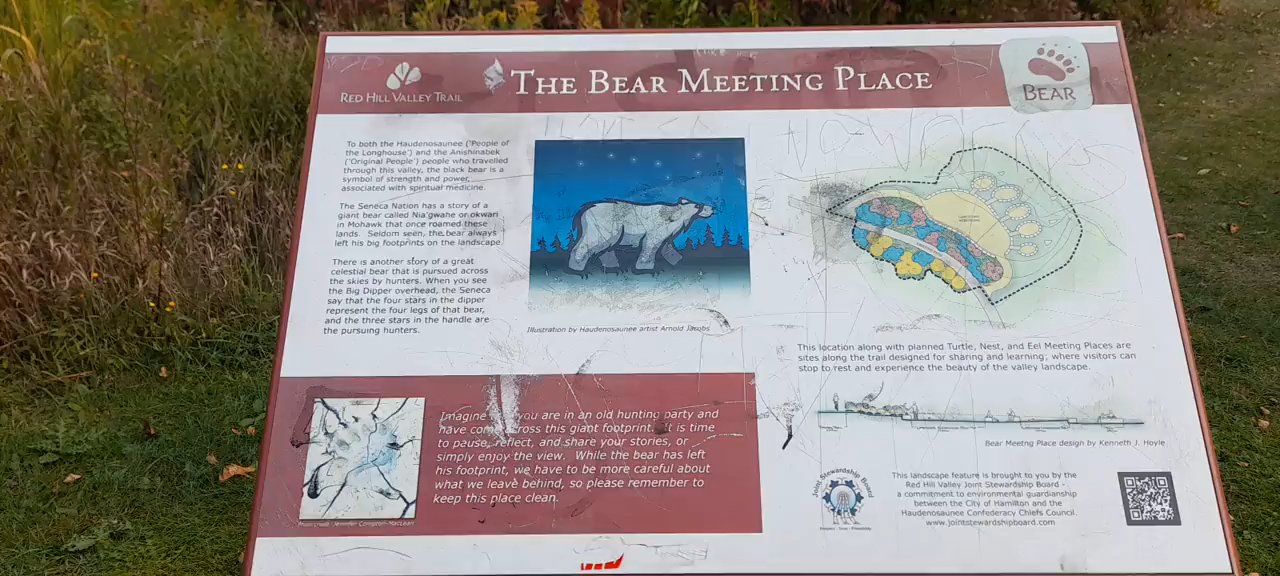 RED HILL VALLEY TRAIL
THE BEAR MEETING PLACE
BEAR
To both the Haudenosaunee ('People of
the Longhouse') and the Anishinabek
('Original People') people who travelled
through this valley, the black bear is a
symbol of strength and power,
associated with spiritual medicine.
The Seneca Nation has a story of a
giant bear called Nia'gwahe or okwari
in Mohawk that once roamed these
lands. Seldom seen, the bear always
left his big footprints on the landscape.
There is another story of a great
celestial bear that is pursued across
the skies by hunters. When you see
the Big Dipper overhead, the Seneca
say that the four stars in the dipper
represent the four legs of that bear,
and the three stars in the handle are
the pursuing hunters.
Illustration by Haudenosaunee artist Arnold Jacobs
Imagine you are in an old hunting party and
have come across this giant footprint. It is time
to pause, reflect, and share your stories, or
simply enjoy the view. While the bear has left
his footprint, we have to be more careful about
what we leave behind, so please remember to
keep this place clean.
This location along with planned Turtle, Nest, and Eel Meeting Places are
sites along the trail designed for sharing and learning; where visitors can
stop to rest and experience the beauty of the valley landscape.
Bear Meetng Place design by Kenneth J. Hoyle
Joint Stewardship Board
This landscape feature is brought to you by the
Red Hill Valley Joint Stewardship Board -
a commitment to environmental guardianship
between the City of Hamilton and the
Haudenosaunee Confederacy Chiefs Council.
www.jointstewardshipboard.com